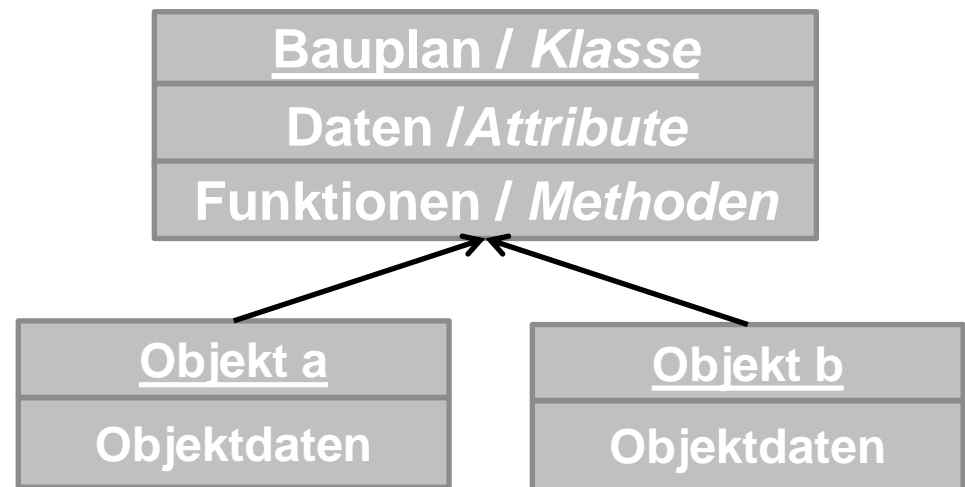 Bauplan / Klasse
Daten /Attribute
Funktionen / Methoden
Objekt a
Objektdaten
Objekt b
Objektdaten